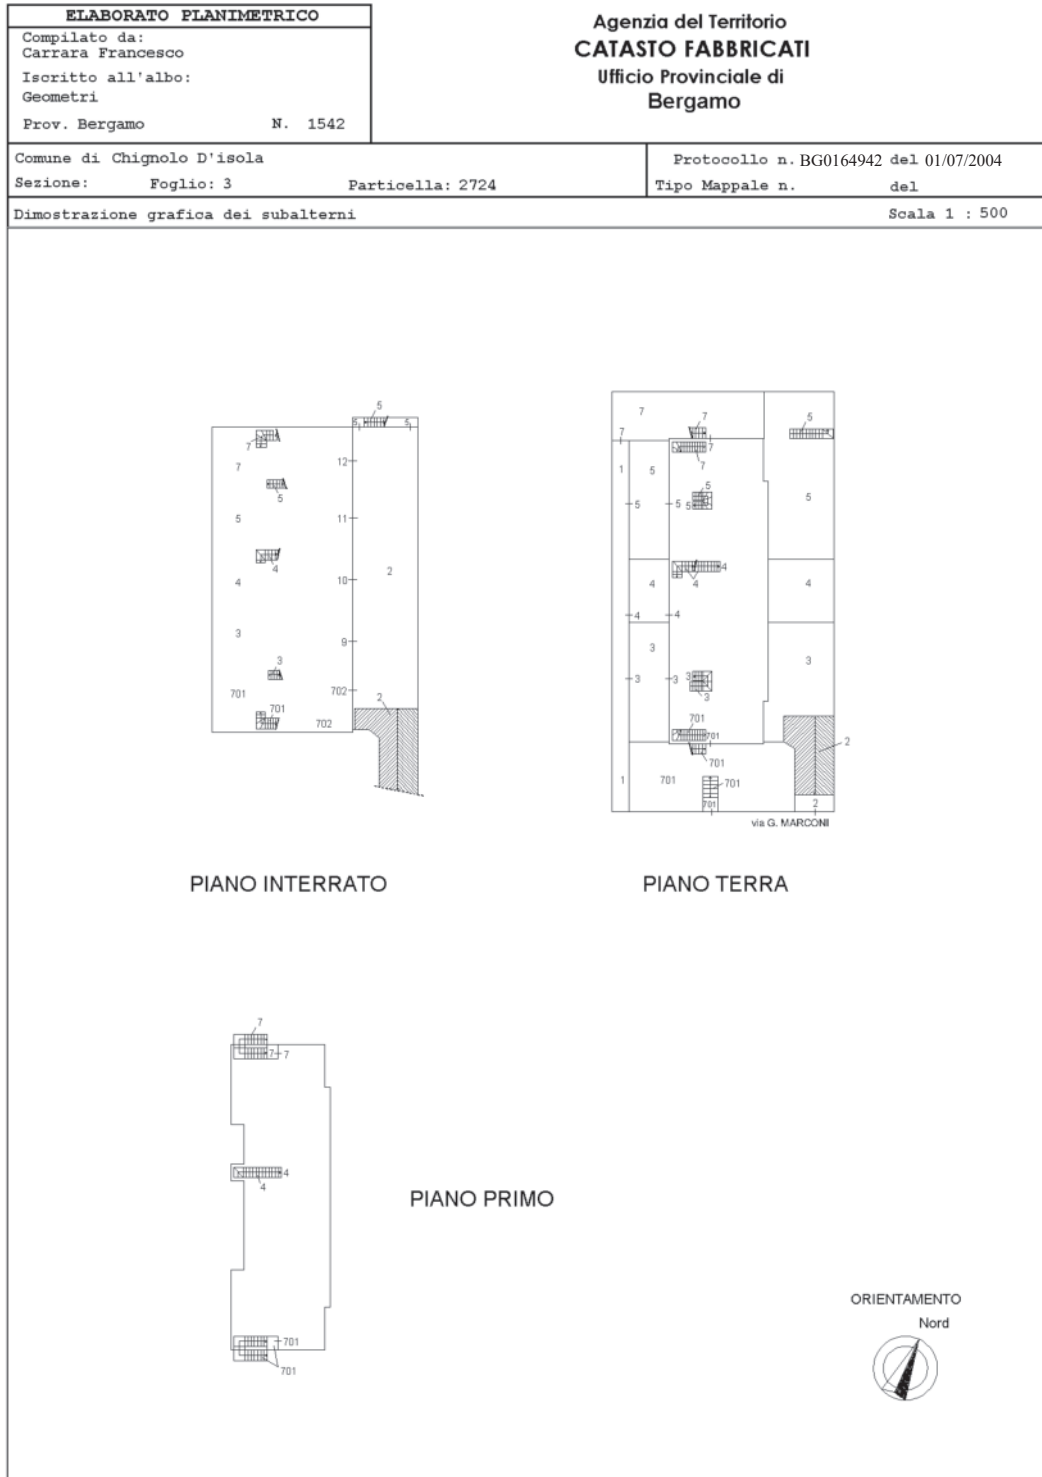 ELABORATO PLANIMETRICO
Compilato da:
Carrara Francesco
Iscritto all'albo:
Geometri
Prov. Bergamo N. 1542
Agenzia del Territorio
CATASTO FABBRICATI
Ufficio Provinciale di
Bergamo
Comune di Chignolo D'isola
Sezione: Foglio: 3 Particella: 2724
Protocollo n. BG0164942 del 01/07/2004
Tipo Mappale n. del
Dimostrazione grafica dei subalterni
Scala 1 : 500
5
5 5
7
7
12
5
5
11
4
4
10
2
3
3
9
701
701
702
702
2
PIANO INTERRATO
7
7
5
7
7
7
1
5
5
5
5
5
5
4
4
4
4
4
4
3
3
3
3
3
3
701
701
701
1
701
701
701
2
2
via G. MARCONI
PIANO TERRA
7
7 7
4
4
701
701
PIANO PRIMO
ORIENTAMENTO
Nord